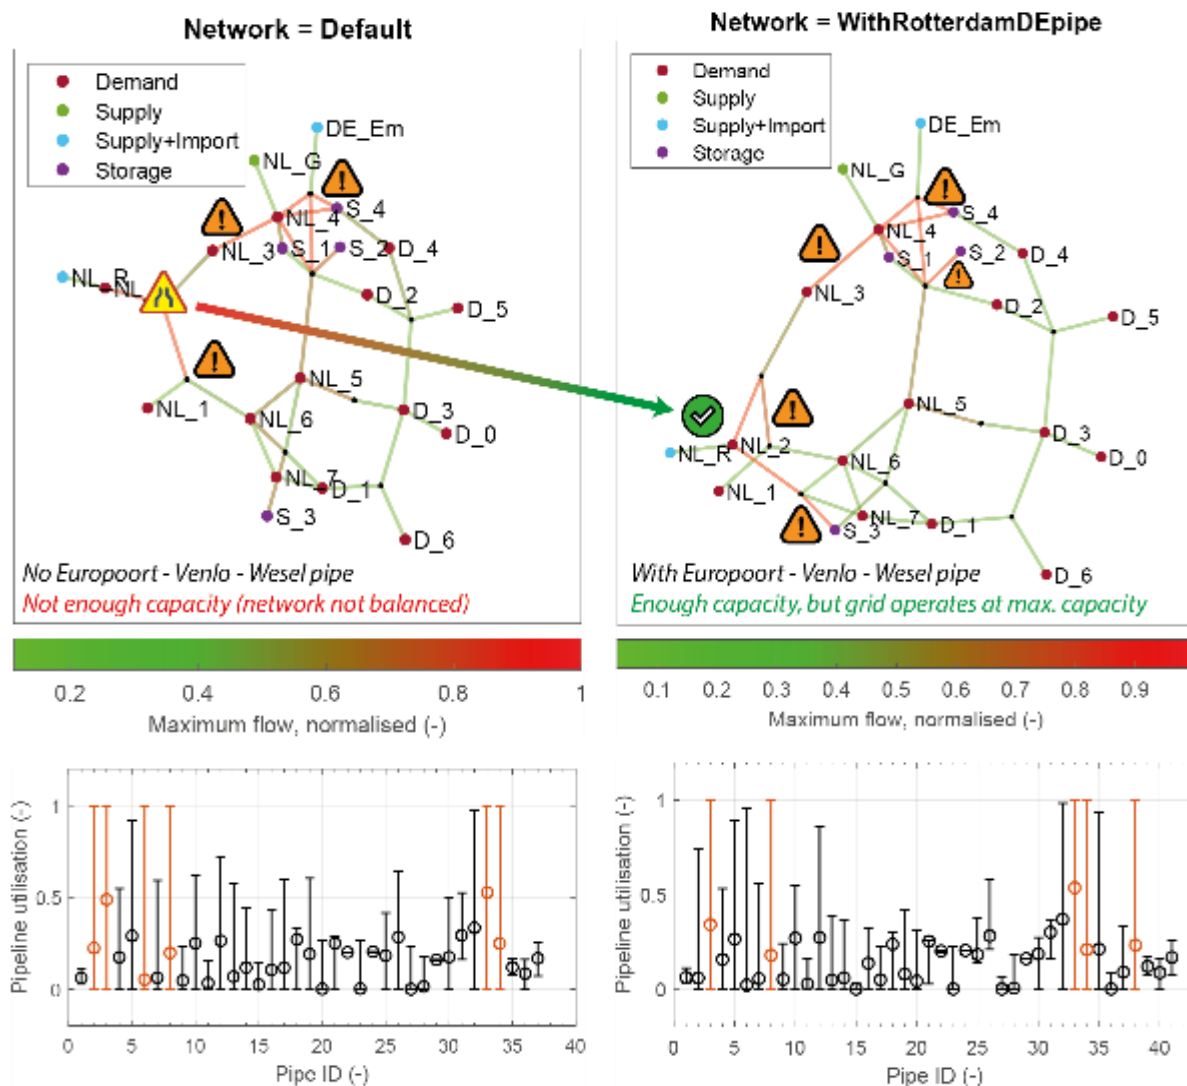 Network = Default
Demand
Supply
Supply+Import
Storage
DE_Em
NL_G
NL_4
S_4
NL_3
S_1
S_2
D_4
NL_R
NL_
D_2
D_5
NL_5
NL_1
NL_6
D_3
D_0
NL_7
D_1
S_3
D_6
No Europoort - Venlo - Wesel pipe
Not enough capacity (network not balanced)
0.2
0.4
0.6
0.8
1
Maximum flow, normalised (-)
Pipeline utilisation (-)
1
0.5
0
0
5
10
15
20
25
30
35
40
Pipe ID (-)
Network = WithRotterdamDEpipe
Demand
Supply
Supply+Import
Storage
DE_Em
NL_G
NL_4
S_4
S_1
S_2
D_4
NL_3
D_2
D_5
NL_5
NL_R
NL_2
D_3
D_0
NL_6
NL_1
NL_7
D_1
S_3
D_6
With Europoort - Venlo - Wesel pipe
Enough capacity, but grid operates at max. capacity
0.1
0.2
0.3
0.4
0.5
0.6
0.7
0.8
0.9
Maximum flow, normalised (-)
Pipeline utilisation (-)
1
0.5
0
0
5
10
15
20
25
30
35
40
Pipe ID (-)